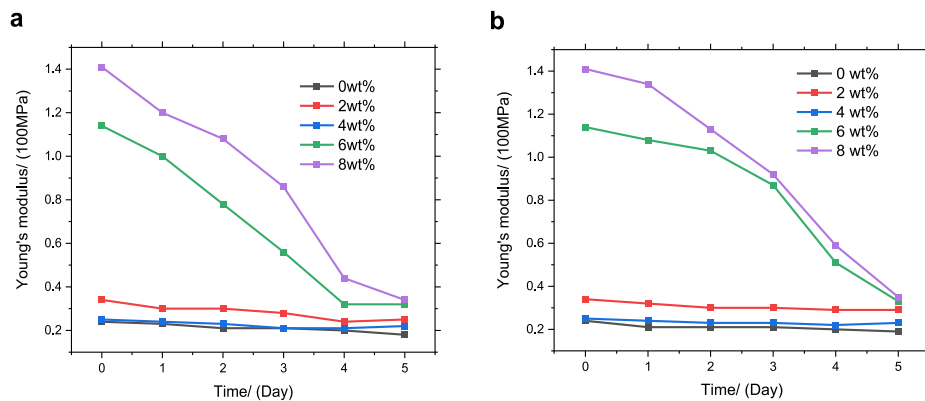 a
Young's modulus/ (100MPa)
1.4
1.2
1.0
0.8
0.6
0.4
0.2
0wt%
2wt%
4wt%
6wt%
8wt%
0 1 2 3 4 5
Time/ (Day)
b
Young's modulus/ (100MPa)
1.4
1.2
1.0
0.8
0.6
0.4
0.2
0 wt%
2 wt%
4 wt%
6 wt%
8 wt%
0 1 2 3 4 5
Time/ (Day)